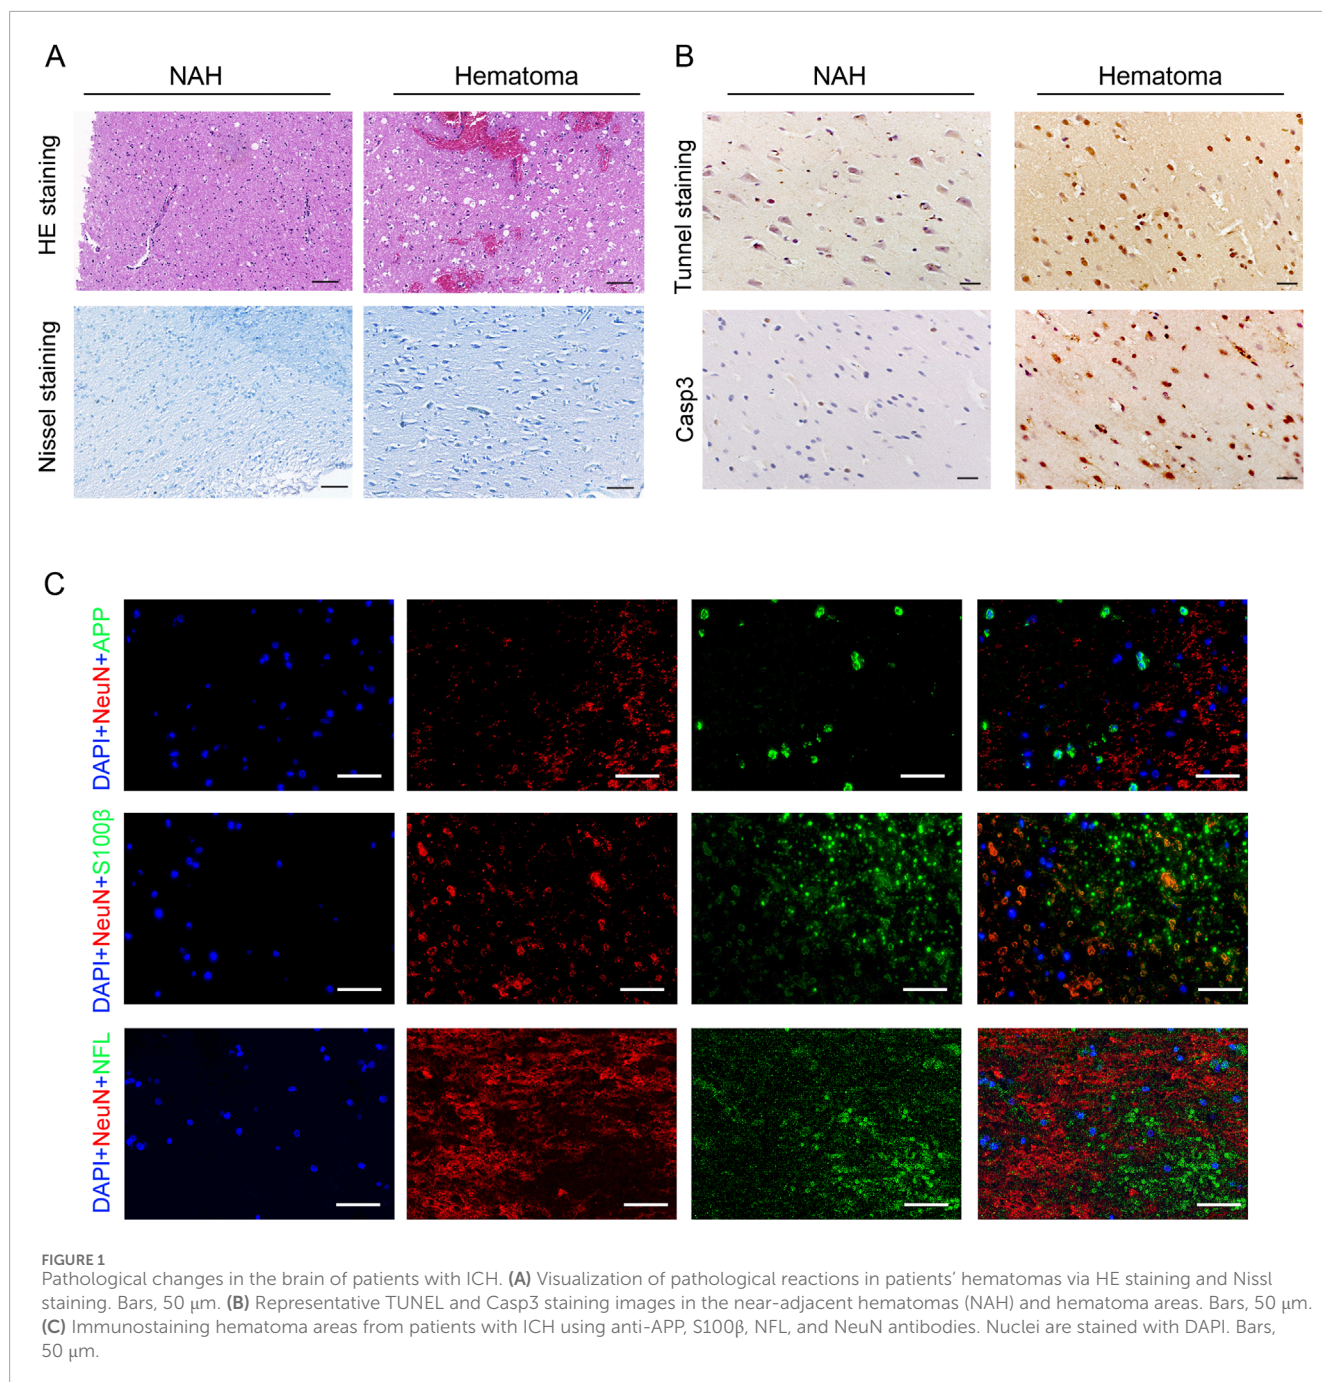 A
NAH
Hematoma
HE staining
Nissel staining
B
NAH
Hematoma
Tunnel staining
Casp3
C
DAPI+NeuN+APP
DAPI+NeuN+S100β
DAPI+NeuN+NFL
FIGURE 1
Pathological changes in the brain of patients with ICH. (A) Visualization of pathological reactions in patients’ hematomas via HE staining and Nissl
staining. Bars, 50 μm. (B) Representative TUNEL and Casp3 staining images in the near-adjacent hematomas (NAH) and hematoma areas. Bars, 50 μm.
(C) Immunostaining hematoma areas from patients with ICH using anti-APP, S100β, NFL, and NeuN antibodies. Nuclei are stained with DAPI. Bars,
50 μm.